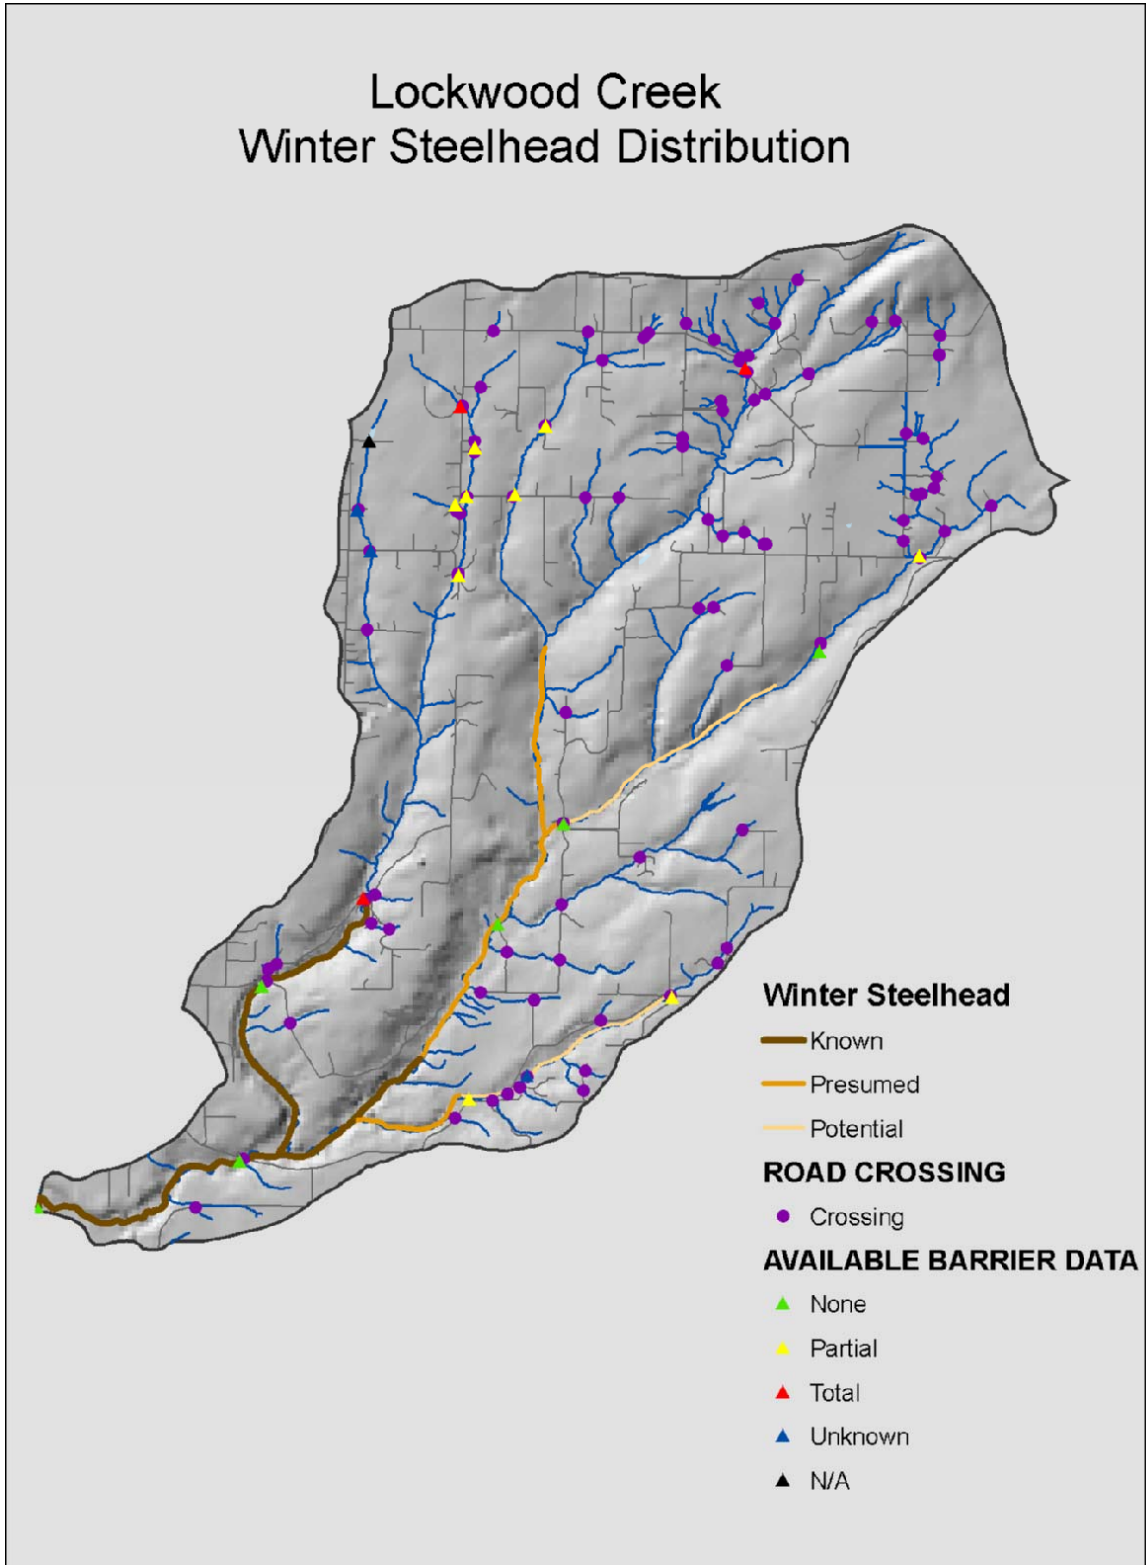 Lockwood Creek
Winter Steelhead Distribution
Winter Steelhead
Known
Presumed
Potential
ROAD CROSSING
Crossing
AVAILABLE BARRIER DATA
None
Partial
Total
Unknown
N/A